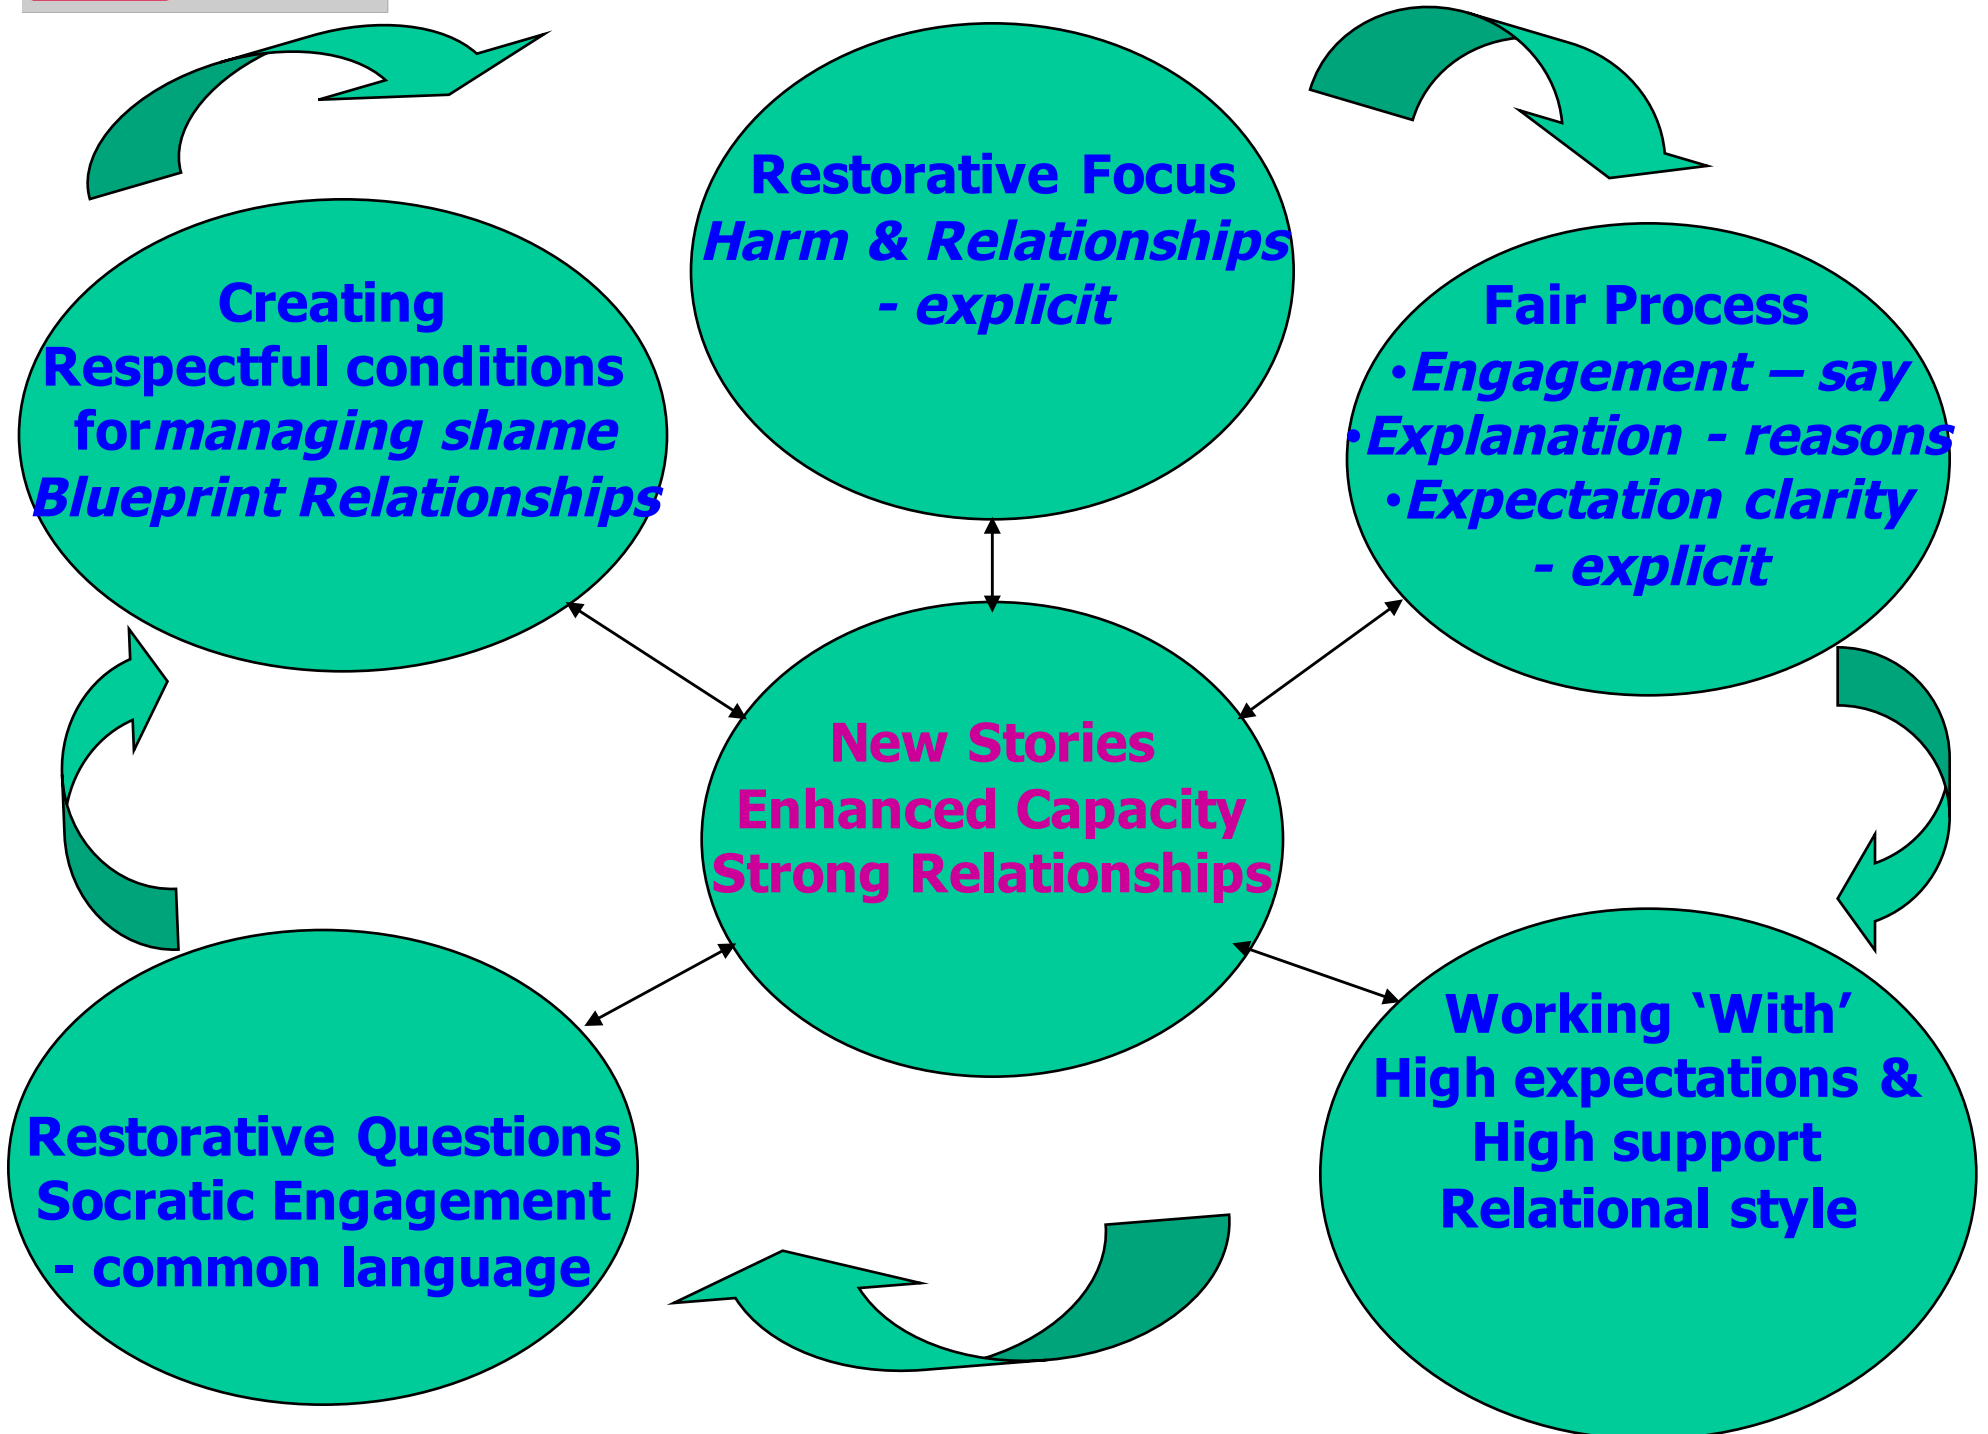 Restorative Focus
Harm & Relationships
- explicit
Creating
Respectful conditions
for managing shame
Blueprint Relationships
Fair Process
•Engagement – say
•Explanation - reasons
•Expectation clarity
- explicit
New Stories
Enhanced Capacity
Strong Relationships
Restorative Questions
Socratic Engagement
- common language
Working ‘With’
High expectations &
High support
Relational style